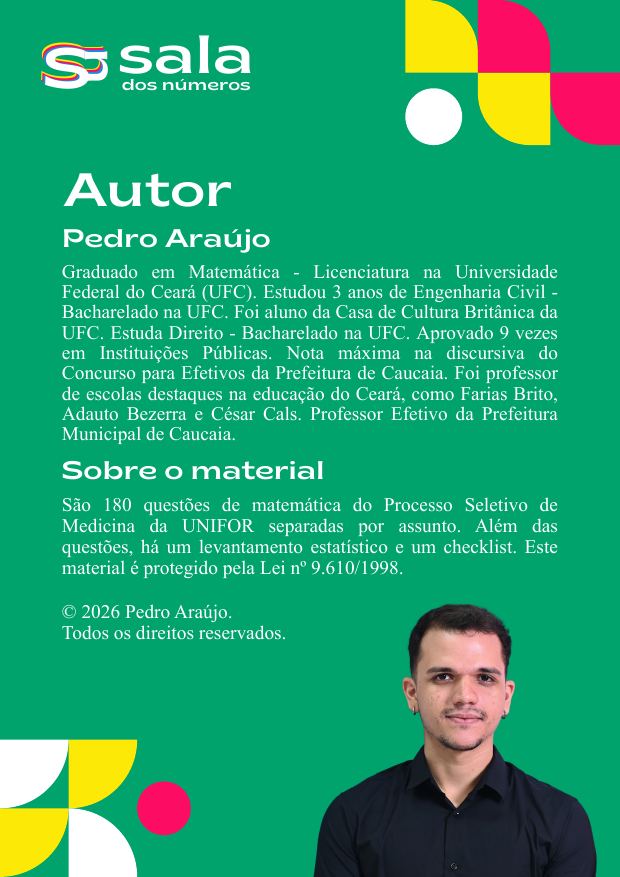 sala
dos números
Autor
Pedro Araújo
Graduado em Matemática - Licenciatura na Universidade
Federal do Ceará (UFC). Estudou 3 anos de Engenharia Civil -
Bacharelado na UFC. Foi aluno da Casa de Cultura Britânica da
UFC. Estuda Direito - Bacharelado na UFC. Aprovado 9 vezes
em Instituições Públicas. Nota máxima na discursiva do
Concurso para Efetivos da Prefeitura de Caucaia. Foi professor
de escolas destaques na educação do Ceará, como Farias Brito,
Adauto Bezerra e César Cals. Professor Efetivo da Prefeitura
Municipal de Caucaia.
Sobre o material
São 180 questões de matemática do Processo Seletivo de
Medicina da UNIFOR separadas por assunto. Além das
questões, há um levantamento estatístico e um checklist. Este
material é protegido pela Lei nº 9.610/1998.
© 2026 Pedro Araújo.
Todos os direitos reservados.